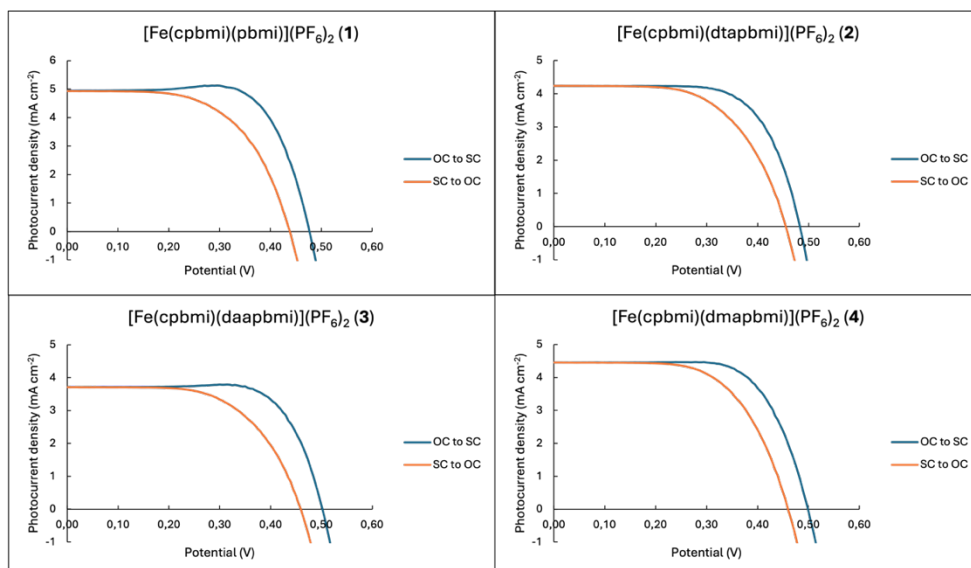 [Fe(cpbmi)(pbmi)](PF₆)₂ (1)
Photocurrent density (mA cm⁻²)
6
5
4
3
2
1
0
-1
0,00 0,10 0,20 0,30 0,40 0,50 0,60
Potential (V)
OC to SC
SC to OC
[Fe(cpbmi)(dtapbmi)](PF₆)₂ (2)
Photocurrent density (mA cm⁻²)
5
4
3
2
1
0
-1
0,00 0,10 0,20 0,30 0,40 0,50 0,60
Potential (V)
OC to SC
SC to OC
[Fe(cpbmi)(daapbmi)](PF₆)₂ (3)
Photocurrent density (mA cm⁻²)
5
4
3
2
1
0
-1
0,00 0,10 0,20 0,30 0,40 0,50 0,60
Potential (V)
OC to SC
SC to OC
[Fe(cpbmi)(dmapbmi)](PF₆)₂ (4)
Photocurrent density (mA cm⁻²)
5
4
3
2
1
0
-1
0,00 0,10 0,20 0,30 0,40 0,50 0,60
Potential (V)
OC to SC
SC to OC